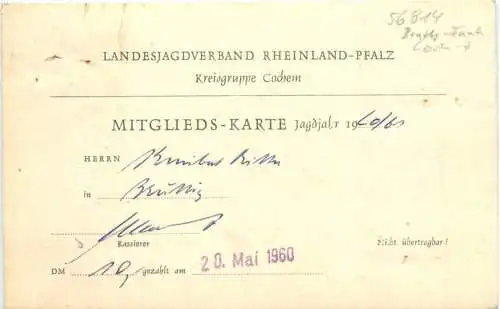 56814
LANDESJAGDVERBAND RHEINLAND-PFALZ
Kreisgruppe Cochem
MITGLIEDS-KARTE Jagdjahr 1960/61
HERRN
in Bruttig
Kassierer
Nicht übertragbar!
DM 10, gezahlt am 20. Mai 1960